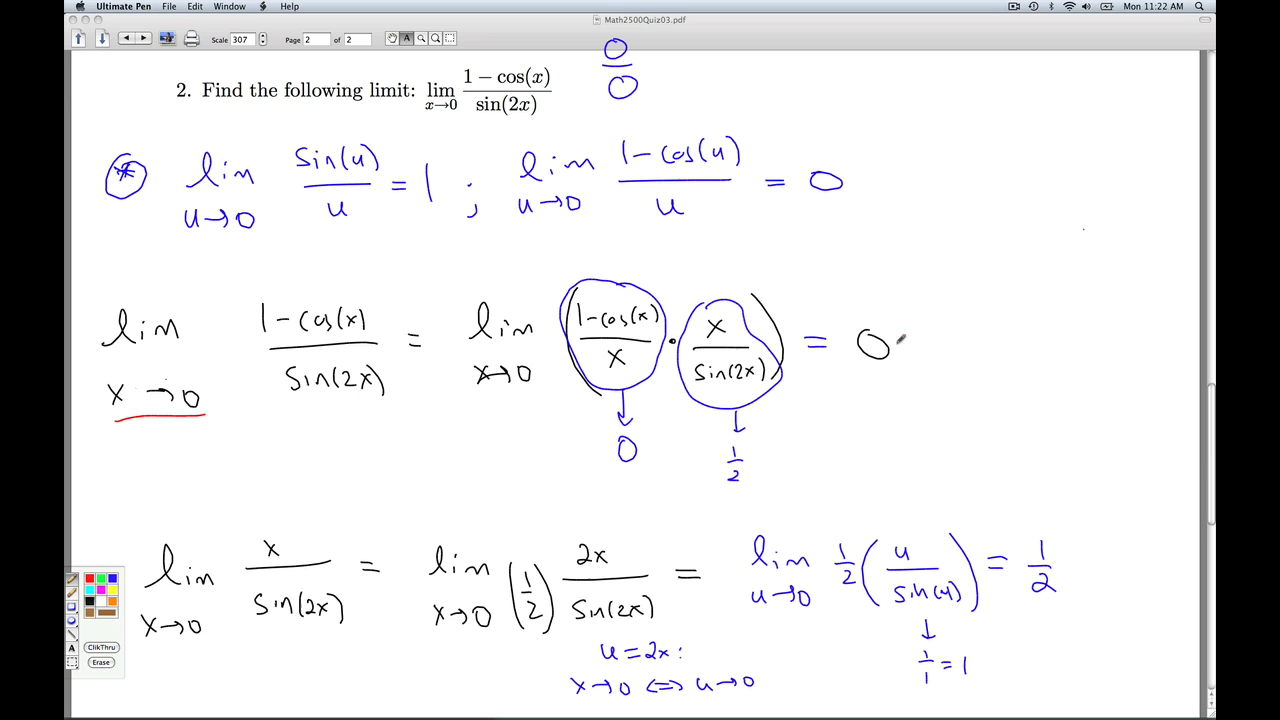 Ultimate Pen File Edit Window Help Mon 11:22 AM
Math2500Quiz03.pdf
Scale 307 Page 2 of 2
0/0
2. Find the following limit: lim x→0 (1 − cos(x))/sin(2x)
* lim u→0 sin(u)/u = 1 ; lim u→0 (1-cos(u))/u = 0
lim x→0 (1-cos(x))/sin(2x) = lim x→0 ((1-cos(x))/x · x/sin(2x)) = 0
↓ 0 ↓ 1/2
lim x→0 x/sin(2x) = lim x→0 (1/2) 2x/sin(2x) = lim u→0 1/2 (u/sin(u)) = 1/2
u = 2x: ↓
x→0 ⟺ u→0 1/1 = 1
ClikThru
Erase